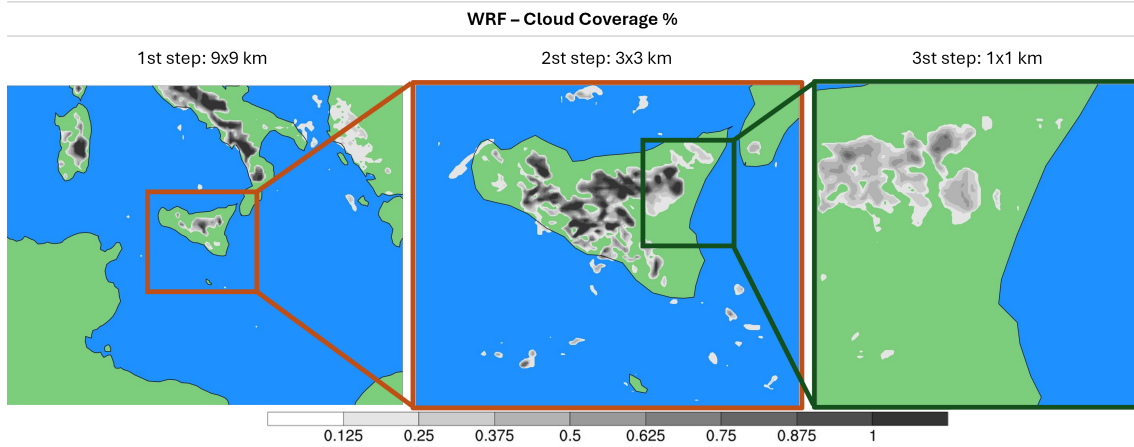 WRF – Cloud Coverage %
1st step: 9x9 km
2st step: 3x3 km
3st step: 1x1 km
0.125 0.25 0.375 0.5 0.625 0.75 0.875 1